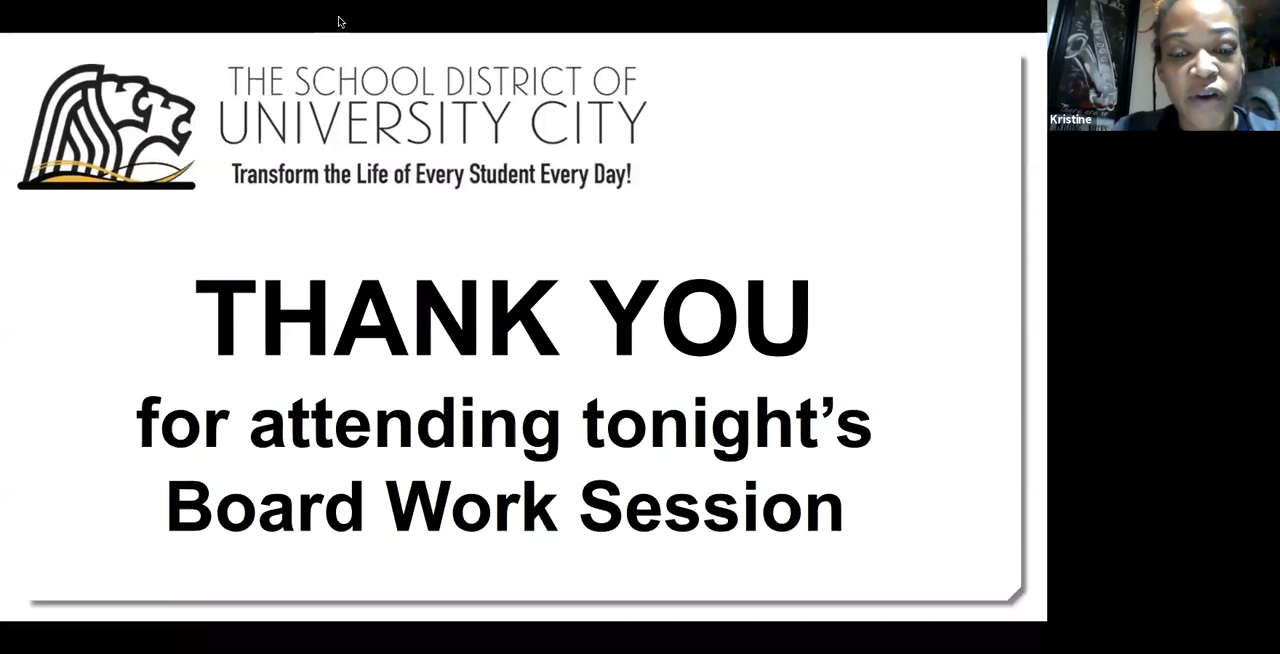 THE SCHOOL DISTRICT OF
UNIVERSITY CITY
Transform the Life of Every Student Every Day!
THANK YOU
for attending tonight’s
Board Work Session
Kristine